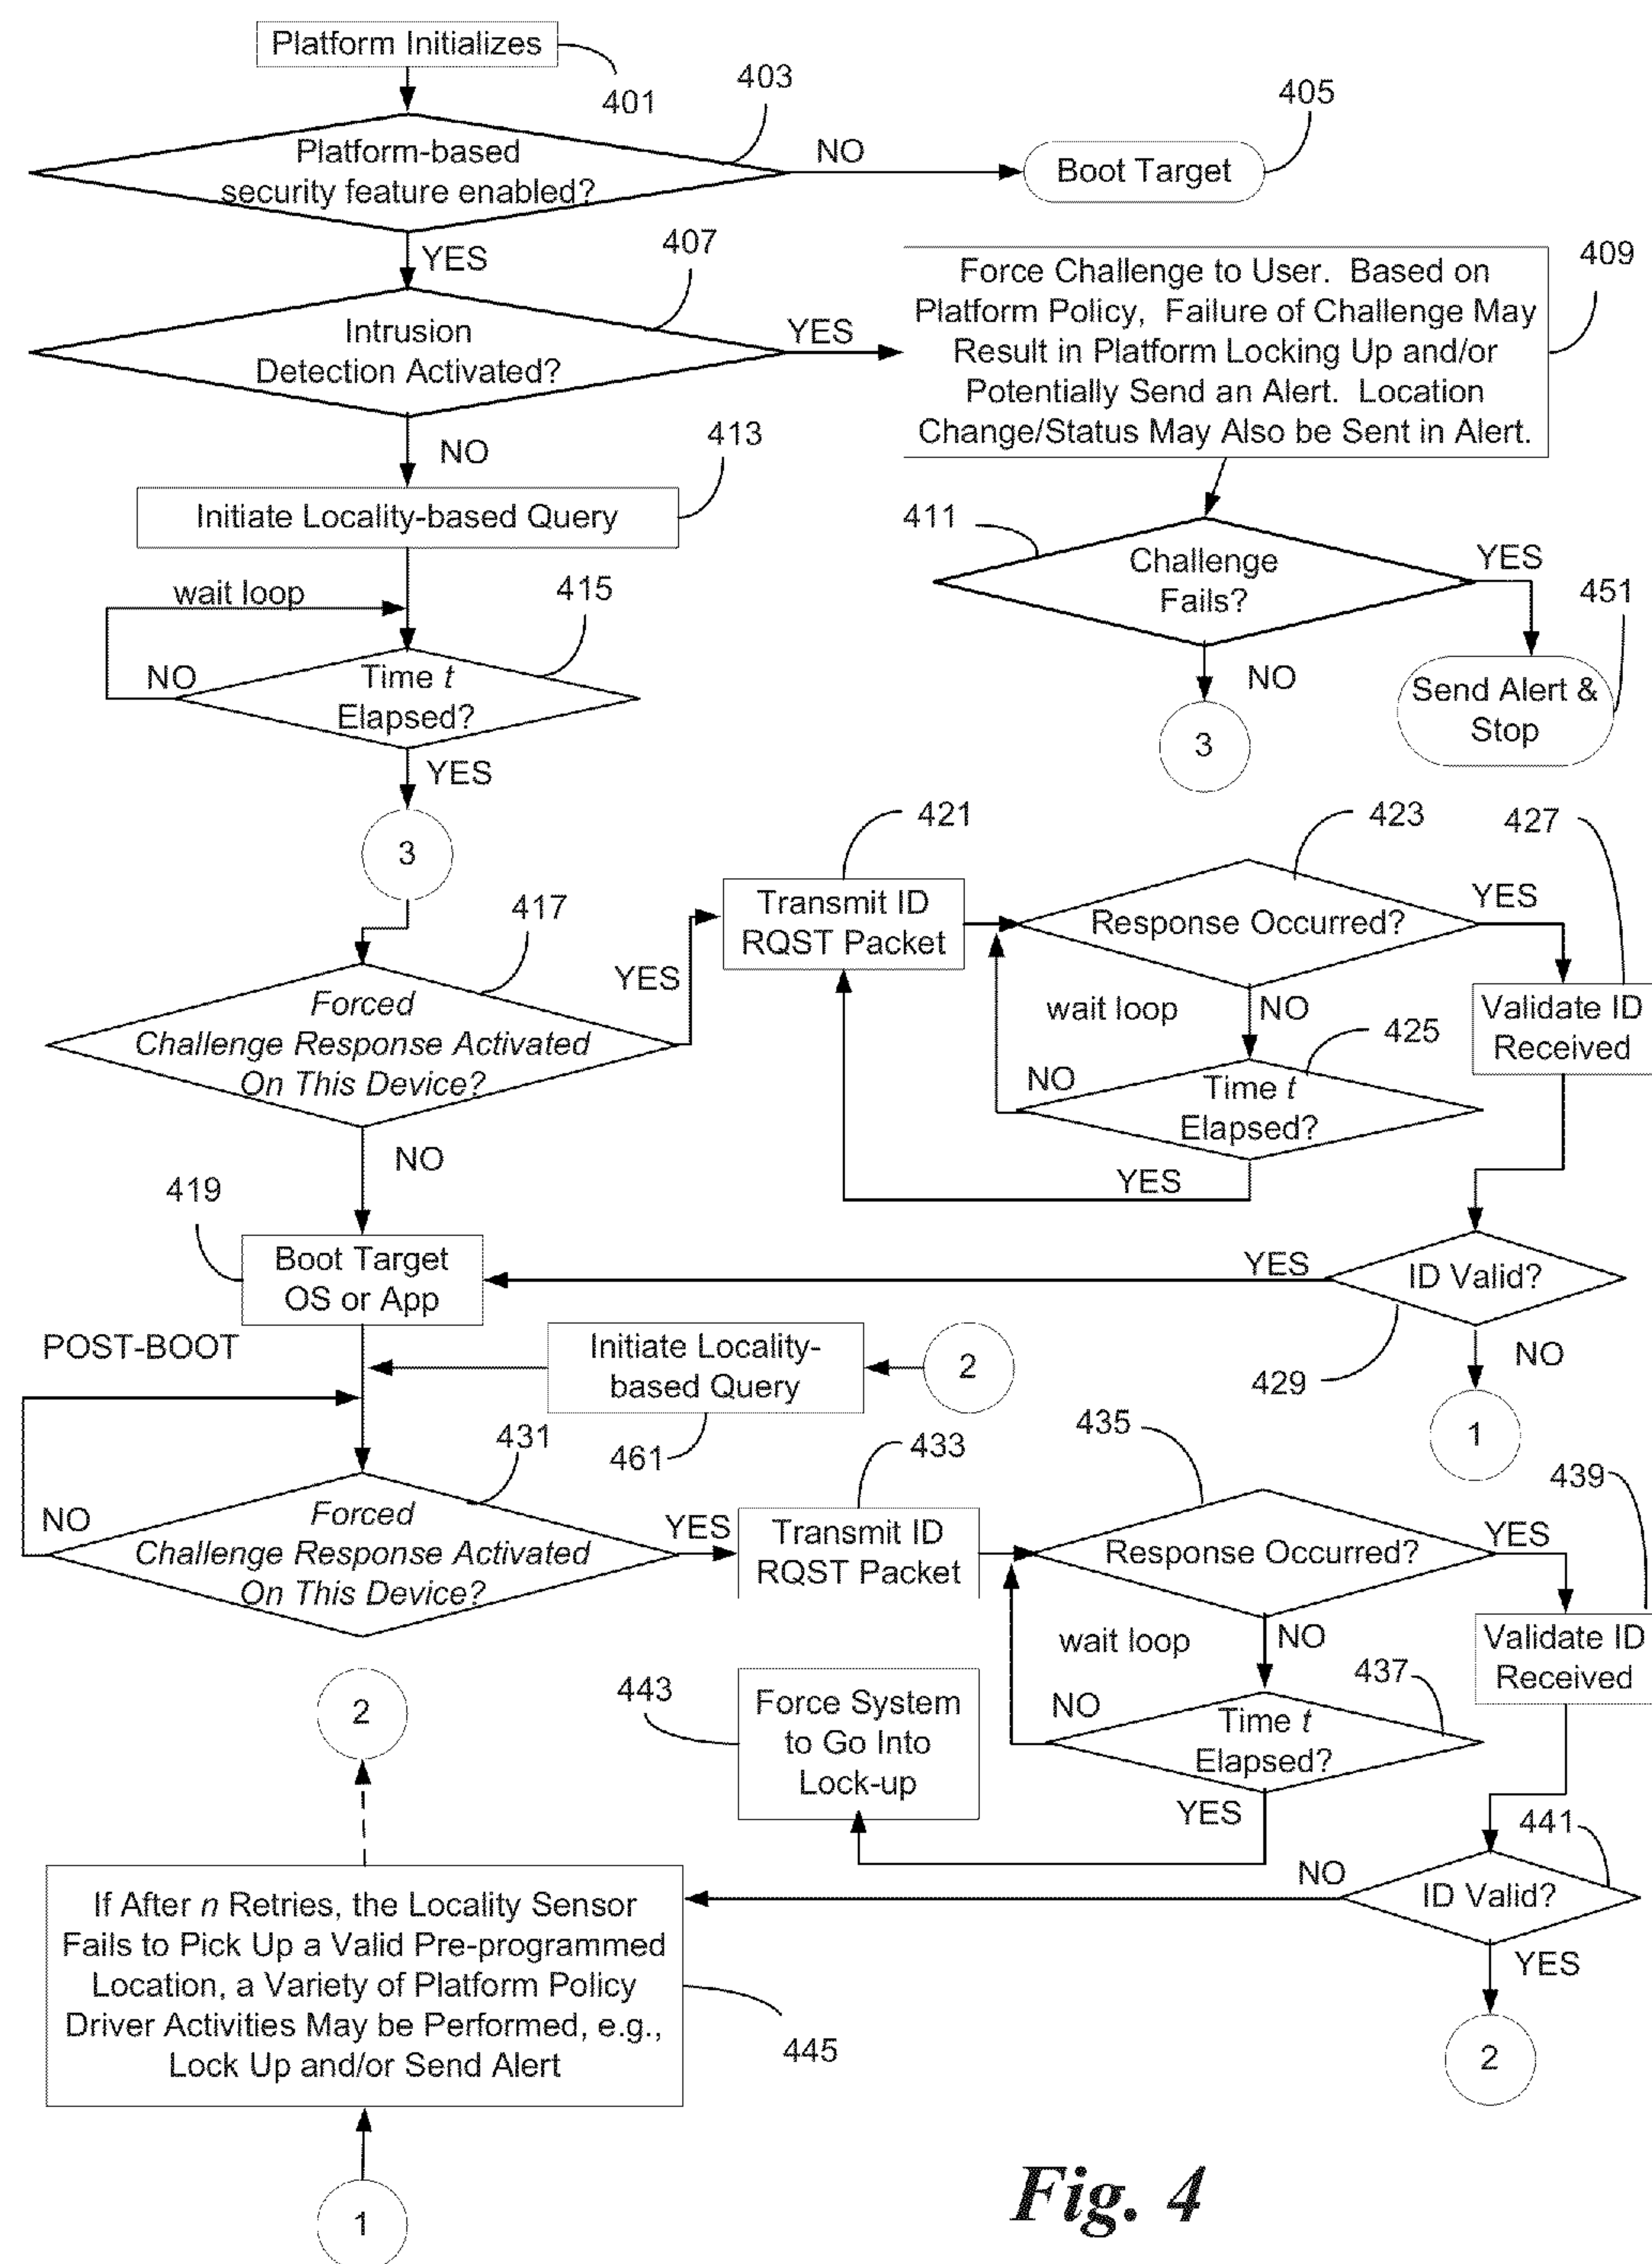 Platform Initializes
401
403
Platform-based
security feature enabled?
NO
405
Boot Target
YES
407
Intrusion
Detection Activated?
YES
409
Force Challenge to User. Based on
Platform Policy, Failure of Challenge May
Result in Platform Locking Up and/or
Potentially Send an Alert. Location
Change/Status May Also be Sent in Alert.
NO
413
Initiate Locality-based Query
411
Challenge
Fails?
YES
451
Send Alert &
Stop
NO
3
wait loop
415
NO
Time t
Elapsed?
YES
3
417
Forced
Challenge Response Activated
On This Device?
YES
421
Transmit ID
RQST Packet
423
Response Occurred?
YES
427
Validate ID
Received
wait loop
NO
425
NO
Time t
Elapsed?
YES
NO
419
Boot Target
OS or App
YES
ID Valid?
429
NO
1
POST-BOOT
Initiate Locality-
based Query
461
2
431
NO
Forced
Challenge Response Activated
On This Device?
YES
433
Transmit ID
RQST Packet
435
Response Occurred?
YES
439
Validate ID
Received
wait loop
NO
437
NO
Time t
Elapsed?
YES
443
Force System
to Go Into
Lock-up
441
NO
ID Valid?
YES
2
2
If After n Retries, the Locality Sensor
Fails to Pick Up a Valid Pre-programmed
Location, a Variety of Platform Policy
Driver Activities May be Performed, e.g.,
Lock Up and/or Send Alert
445
1
Fig. 4